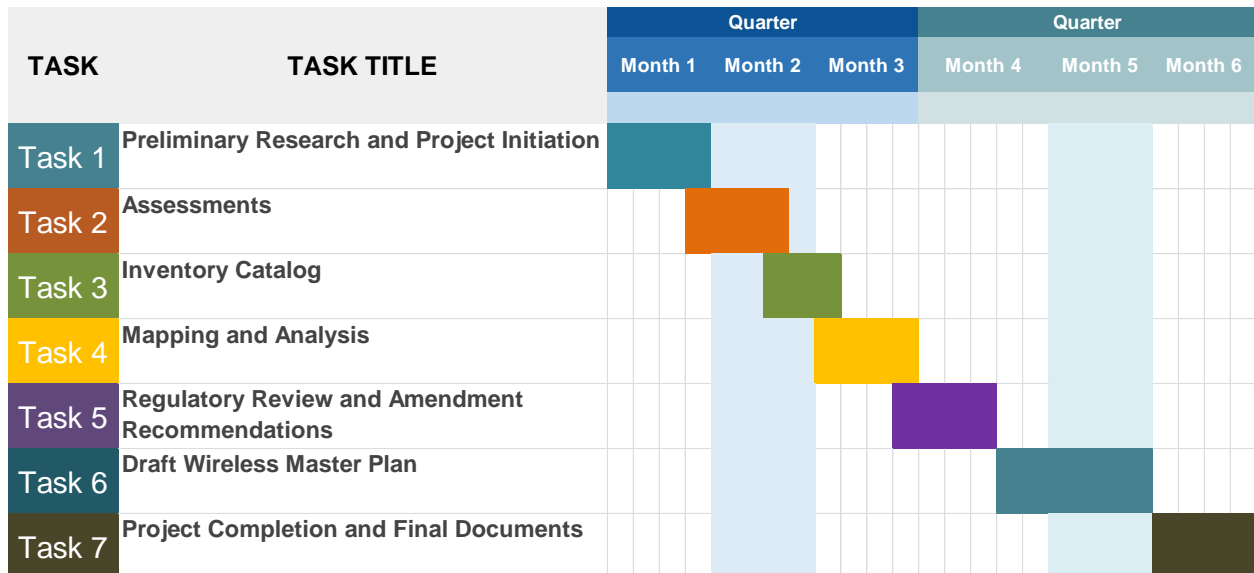 Quarter Quarter
TASK TASK TITLE Month 1 Month 2 Month 3 Month 4 Month 5 Month 6
Task 1 Preliminary Research and Project Initiation
Task 2 Assessments
Task 3 Inventory Catalog
Task 4 Mapping and Analysis
Task 5 Regulatory Review and Amendment
Recommendations
Task 6 Draft Wireless Master Plan
Task 7 Project Completion and Final Documents